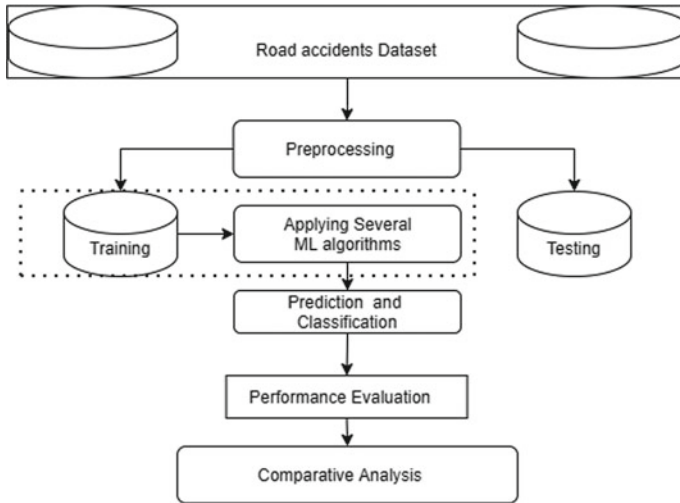 Road accidents Dataset
Preprocessing
Training
Applying Several
ML algorithms
Testing
Prediction and
Classification
Performance Evaluation
Comparative Analysis